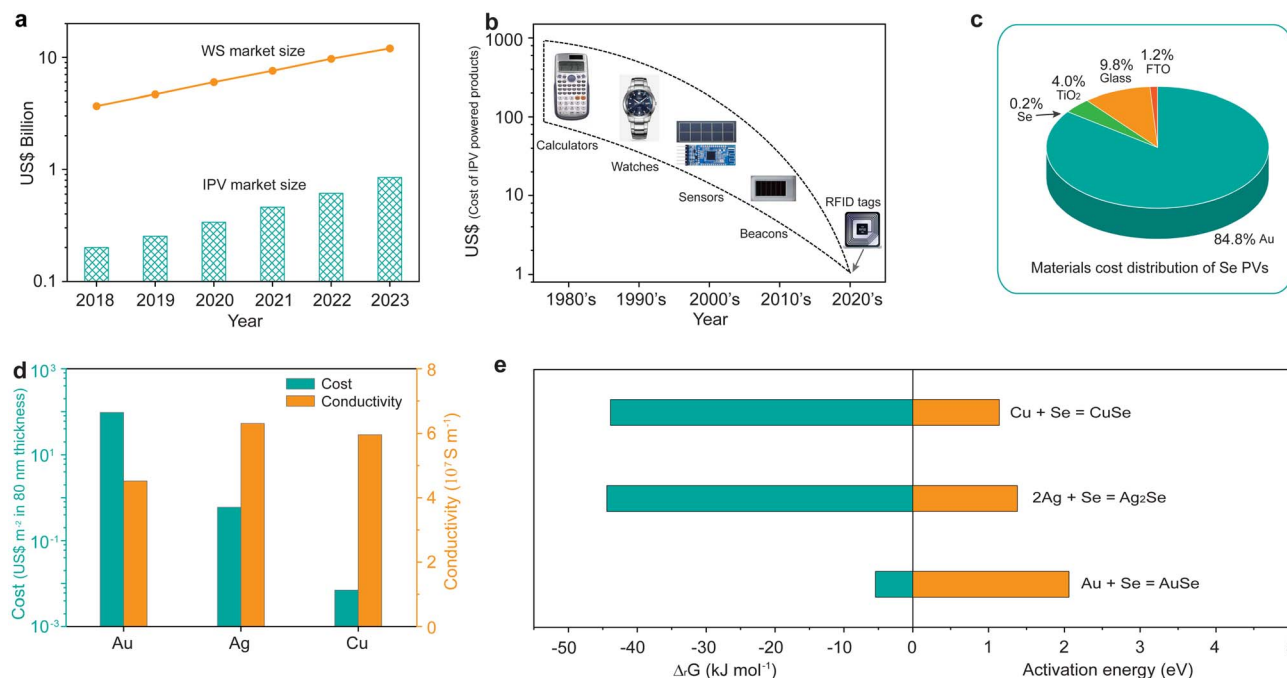 a
US$ Billion
10
1
0.1
WS market size
IPV market size
2018 2019 2020 2021 2022 2023
Year
b
US$ (Cost of IPV powered products)
1000
100
10
1
Calculators
Watches
Sensors
Beacons
RFID tags
1980's 1990's 2000's 2010's 2020's
Year
c
0.2%
Se
4.0%
TiO₂
9.8%
Glass
1.2%
FTO
84.8% Au
Materials cost distribution of Se PVs
d
Cost (US$ m⁻² in 80 nm thickness)
10³
10¹
10⁻¹
10⁻³
Cost
Conductivity
8
6
4
2
0
Conductivity (10⁷ S m⁻¹)
Au Ag Cu
e
Cu + Se = CuSe
2Ag + Se = Ag₂Se
Au + Se = AuSe
-50 -40 -30 -20 -10 0 1 2 3 4
ΔᵣG (kJ mol⁻¹)
Activation energy (eV)